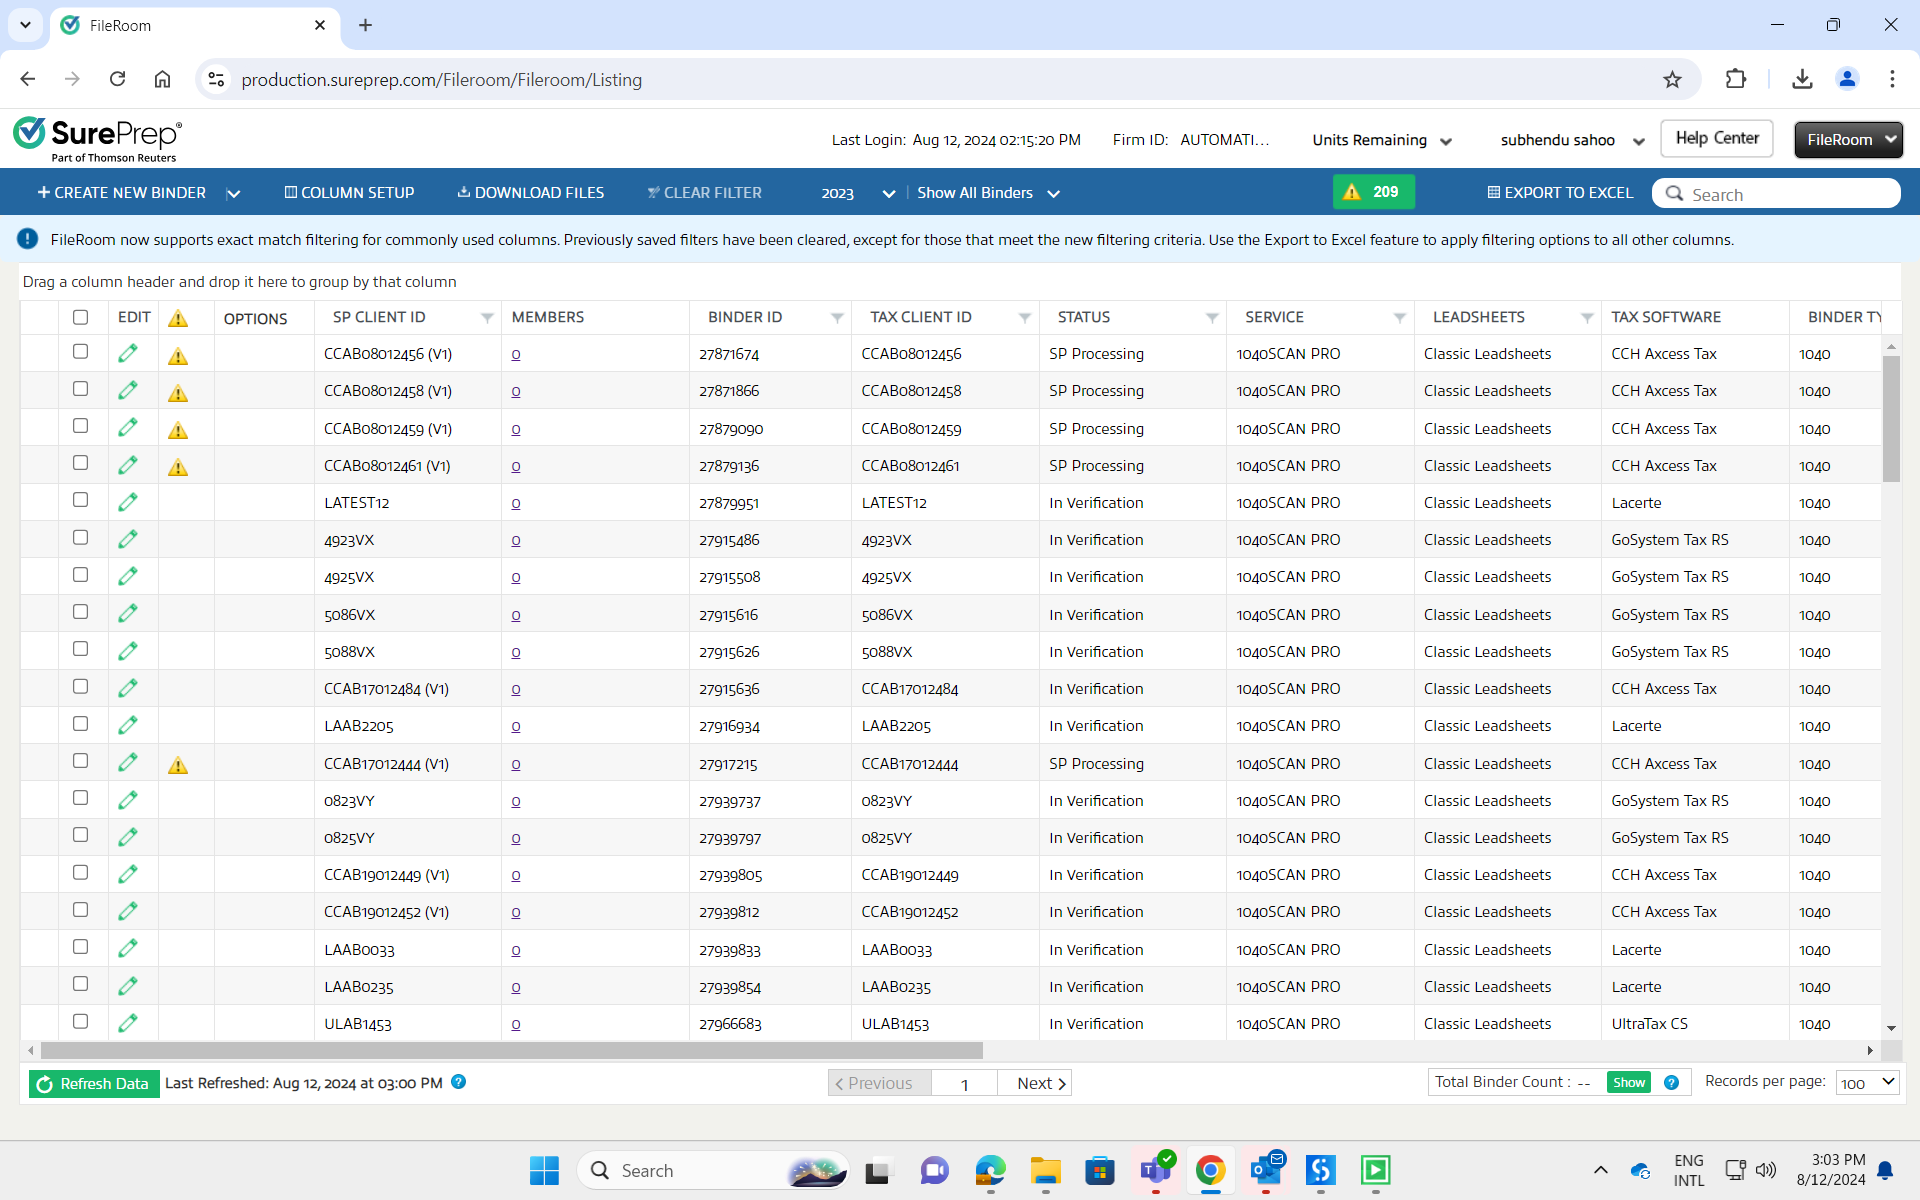 FileRoom
production.sureprep.com/Fileroom/Fileroom/Listing
SurePrep®
Part of Thomson Reuters
Last Login: Aug 12, 2024 02:15:20 PM Firm ID: AUTOMATI... Units Remaining subhendu sahoo Help Center FileRoom
+ CREATE NEW BINDER COLUMN SETUP DOWNLOAD FILES CLEAR FILTER 2023 Show All Binders 209 EXPORT TO EXCEL Search
FileRoom now supports exact match filtering for commonly used columns. Previously saved filters have been cleared, except for those that meet the new filtering criteria. Use the Export to Excel feature to apply filtering options to all other columns.
Drag a column header and drop it here to group by that column
EDIT OPTIONS SP CLIENT ID MEMBERS BINDER ID TAX CLIENT ID STATUS SERVICE LEADSHEETS TAX SOFTWARE BINDER TY
CCAB08012456 (V1) 0 27871674 CCAB08012456 SP Processing 1040SCAN PRO Classic Leadsheets CCH Axcess Tax 1040
CCAB08012458 (V1) 0 27871866 CCAB08012458 SP Processing 1040SCAN PRO Classic Leadsheets CCH Axcess Tax 1040
CCAB08012459 (V1) 0 27879090 CCAB08012459 SP Processing 1040SCAN PRO Classic Leadsheets CCH Axcess Tax 1040
CCAB08012461 (V1) 0 27879136 CCAB08012461 SP Processing 1040SCAN PRO Classic Leadsheets CCH Axcess Tax 1040
LATEST12 0 27879951 LATEST12 In Verification 1040SCAN PRO Classic Leadsheets Lacerte 1040
4923VX 0 27915486 4923VX In Verification 1040SCAN PRO Classic Leadsheets GoSystem Tax RS 1040
4925VX 0 27915508 4925VX In Verification 1040SCAN PRO Classic Leadsheets GoSystem Tax RS 1040
5086VX 0 27915616 5086VX In Verification 1040SCAN PRO Classic Leadsheets GoSystem Tax RS 1040
5088VX 0 27915626 5088VX In Verification 1040SCAN PRO Classic Leadsheets GoSystem Tax RS 1040
CCAB17012484 (V1) 0 27915636 CCAB17012484 In Verification 1040SCAN PRO Classic Leadsheets CCH Axcess Tax 1040
LAAB2205 0 27916934 LAAB2205 In Verification 1040SCAN PRO Classic Leadsheets Lacerte 1040
CCAB17012444 (V1) 0 27917215 CCAB17012444 SP Processing 1040SCAN PRO Classic Leadsheets CCH Axcess Tax 1040
0823VY 0 27939737 0823VY In Verification 1040SCAN PRO Classic Leadsheets GoSystem Tax RS 1040
0825VY 0 27939797 0825VY In Verification 1040SCAN PRO Classic Leadsheets GoSystem Tax RS 1040
CCAB19012449 (V1) 0 27939805 CCAB19012449 In Verification 1040SCAN PRO Classic Leadsheets CCH Axcess Tax 1040
CCAB19012452 (V1) 0 27939812 CCAB19012452 In Verification 1040SCAN PRO Classic Leadsheets CCH Axcess Tax 1040
LAAB0033 0 27939833 LAAB0033 In Verification 1040SCAN PRO Classic Leadsheets Lacerte 1040
LAAB0235 0 27939854 LAAB0235 In Verification 1040SCAN PRO Classic Leadsheets Lacerte 1040
ULAB1453 0 27966683 ULAB1453 In Verification 1040SCAN PRO Classic Leadsheets UltraTax CS 1040
Refresh Data Last Refreshed: Aug 12, 2024 at 03:00 PM ? Previous 1 Next Total Binder Count : -- Show ? Records per page: 100
Search ENG 3:03 PM
INTL 8/12/2024